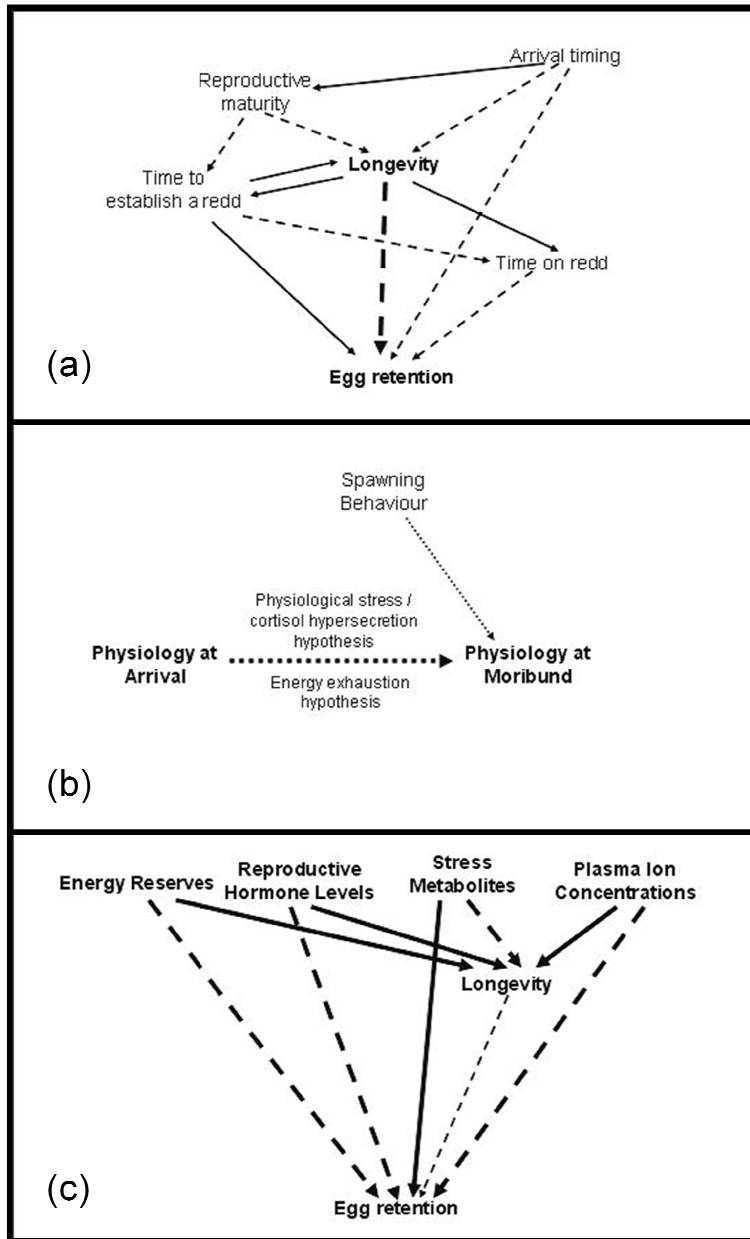 Arrival timing
Reproductive
maturity
Longevity
Time to
establish a redd
Time on redd
Egg retention
(a)
Spawning
Behaviour
Physiological stress /
cortisol hypersecretion
hypothesis
Physiology at
Arrival
Physiology at
Moribund
Energy exhaustion
hypothesis
(b)
Energy Reserves
Reproductive
Hormone Levels
Stress
Metabolites
Plasma Ion
Concentrations
Longevity
Egg retention
(c)